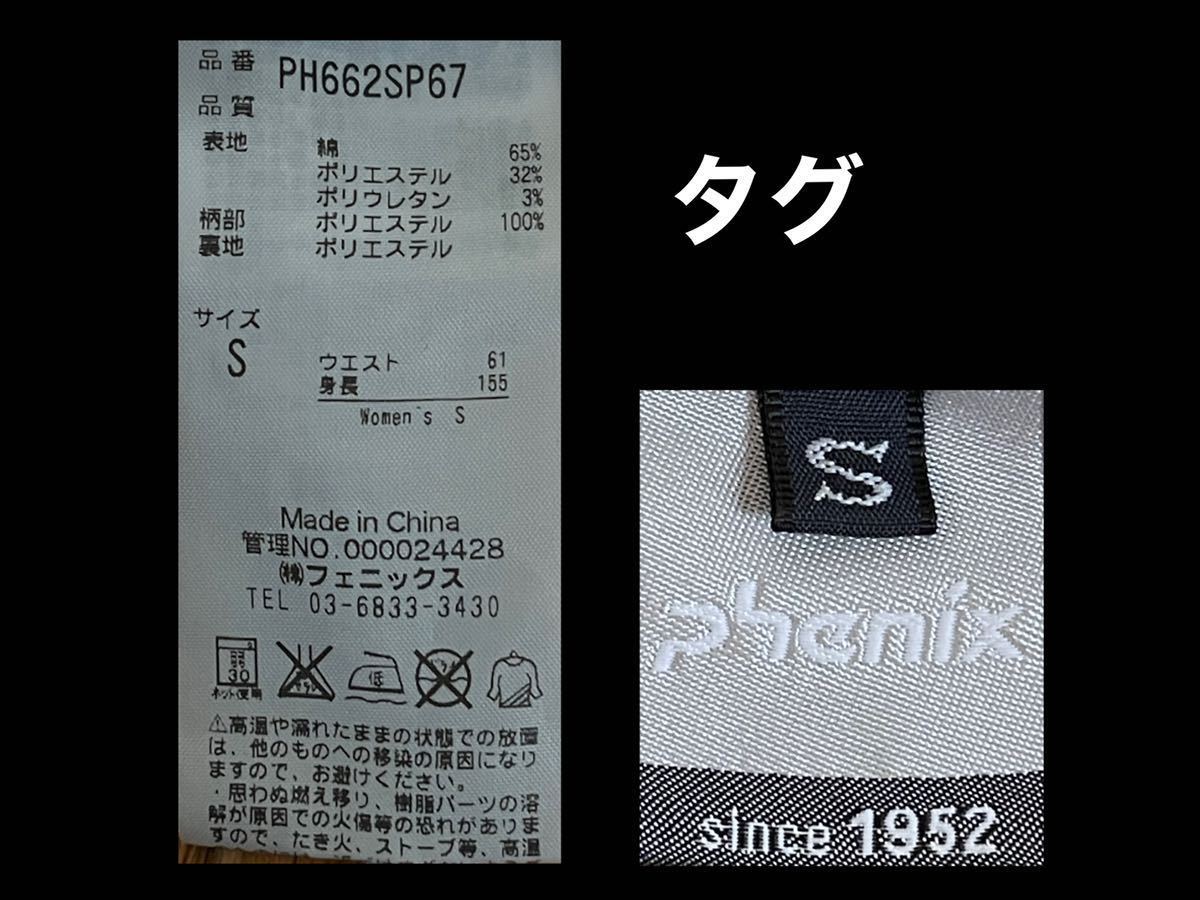 品番 PH662SP67
品質
表地 綿 65%
ポリエステル 32%
ポリウレタン 3%
柄部 ポリエステル 100%
裏地 ポリエステル
サイズ
S
ウエスト 61
身長 155
Women's S
Made in China
管理NO.000024428
㈱フェニックス
TEL 03-6833-3430
30
ネット使用
低
⚠高温や濡れたままの状態での放置
は、他のものへの移染の原因になり
ますので、お避けください。
・思わぬ燃え移り、樹脂パーツの溶
解が原因での火傷等の恐れがありま
すので、たき火、ストーブ等、高温
タグ
S
phenix
since 1952